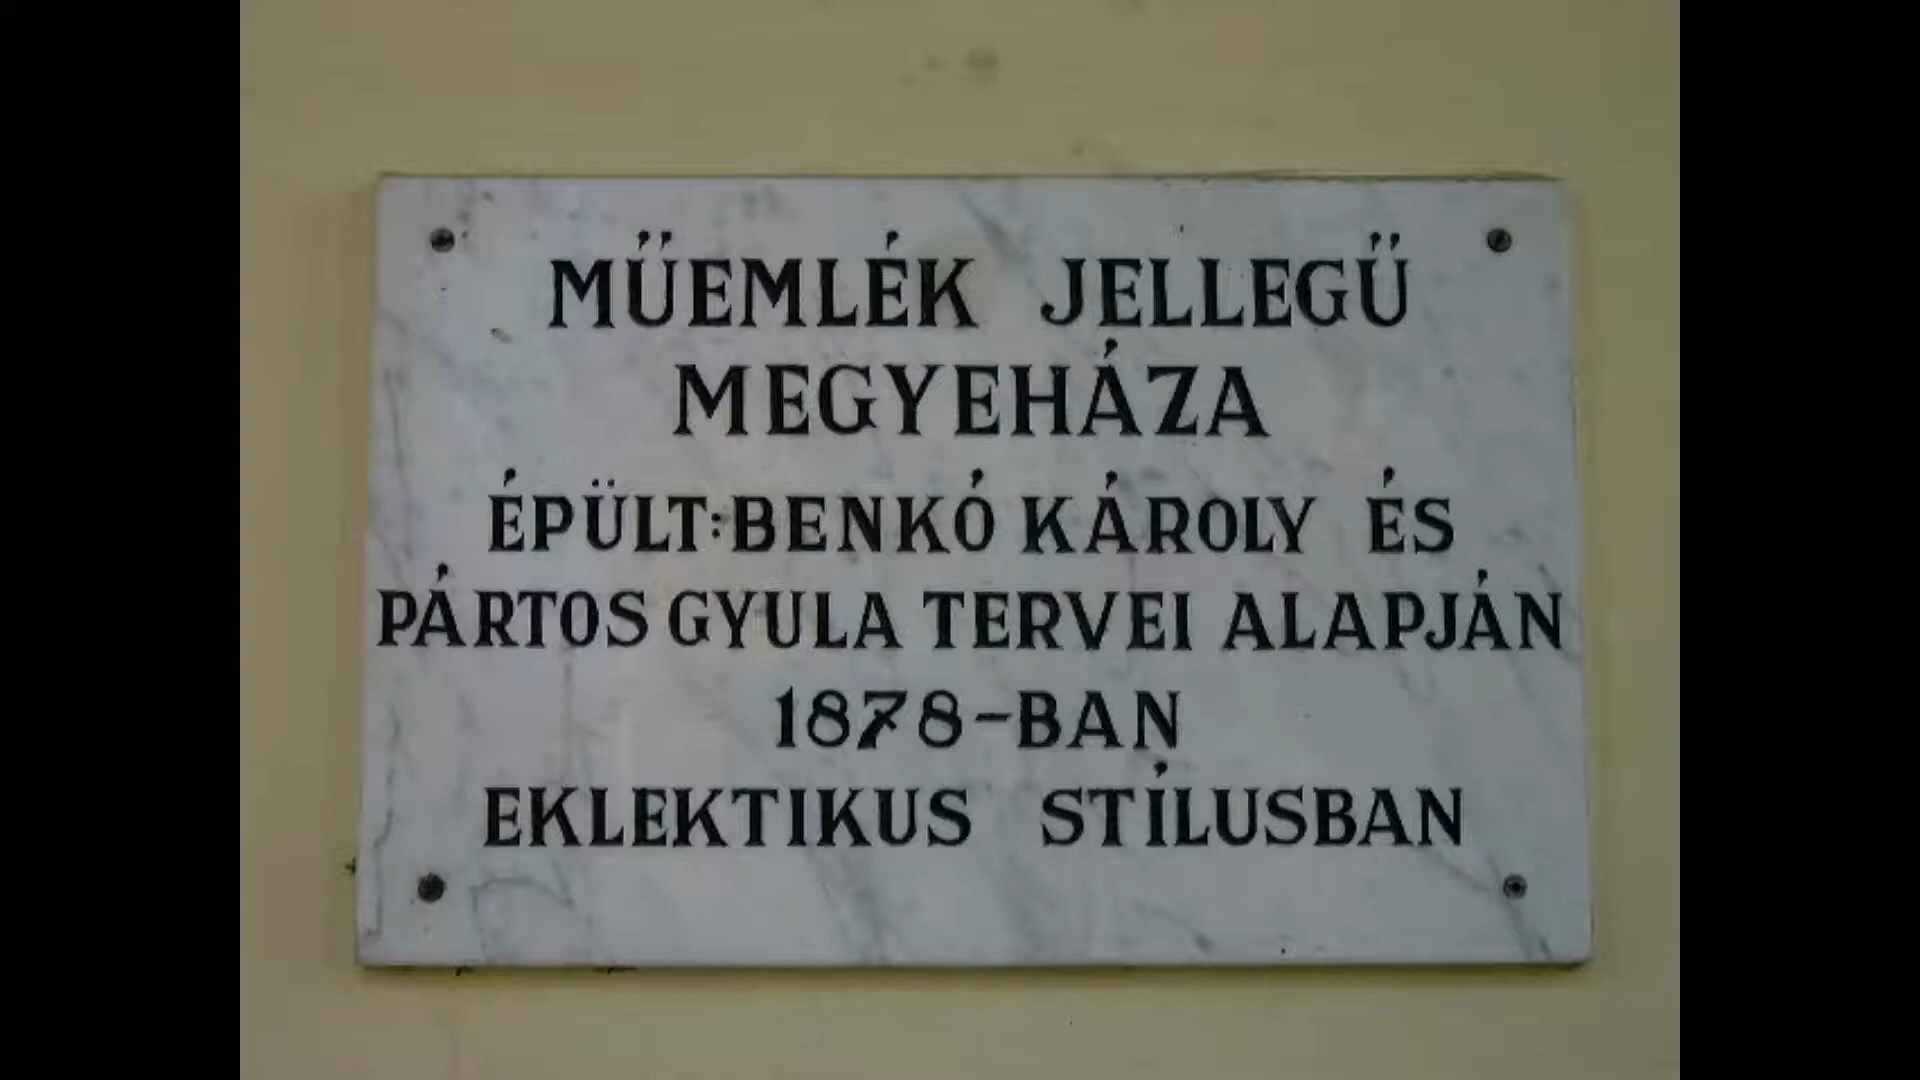 MŰEMLÉK JELLEGŰ
MEGYEHÁZA
ÉPÜLT:BENKÓ KÁROLY ÉS
PÁRTOS GYULA TERVEI ALAPJÁN
1878-BAN
EKLEKTIKUS STÍLUSBAN